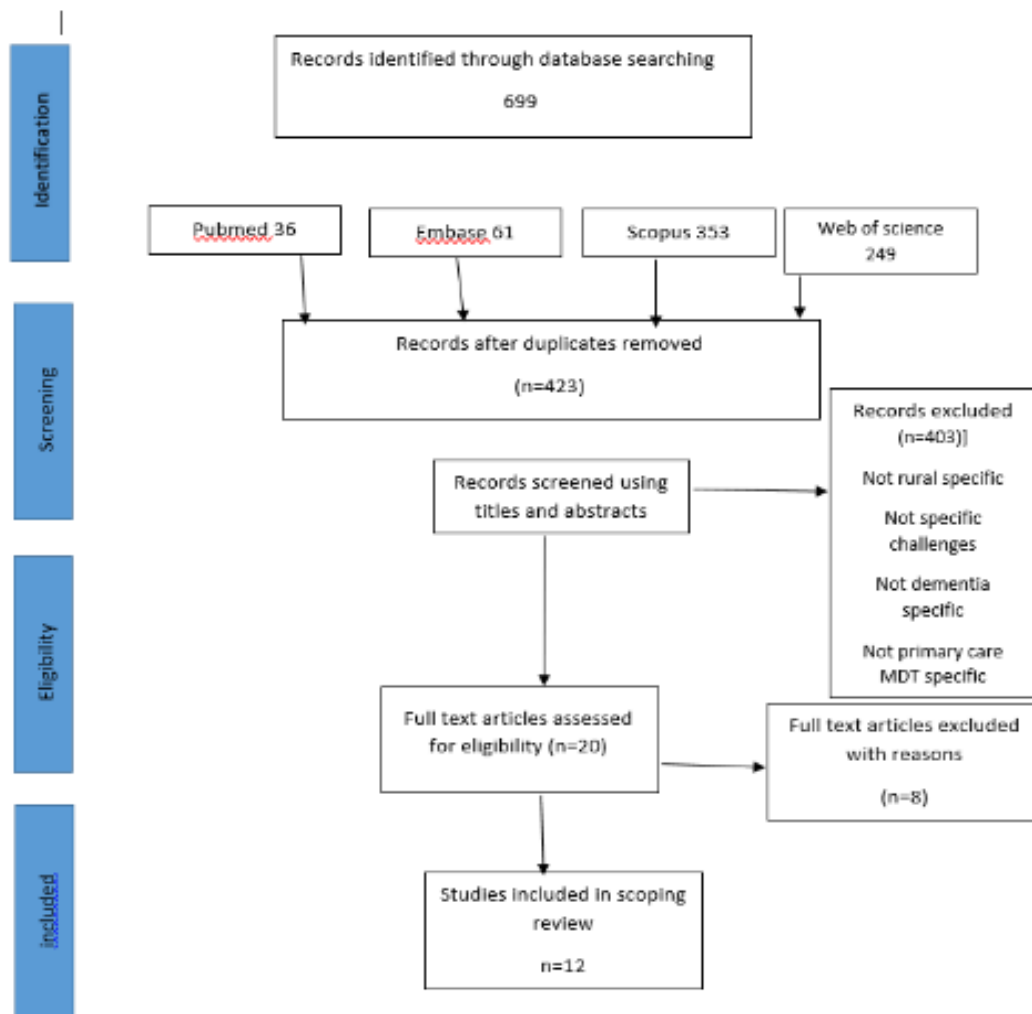 Identification
Records identified through database searching
699
Pubmed 36
Embase 61
Scopus 353
Web of science
249
Screening
Records after duplicates removed
(n=423)
Records screened using
titles and abstracts
Records excluded
(n=403)]
Not rural specific
Not specific
challenges
Not dementia
specific
Not primary care
MDT specific
Eligibility
Full text articles assessed
for eligibility (n=20)
Full text articles excluded
with reasons
(n=8)
included
Studies included in scoping
review
n=12